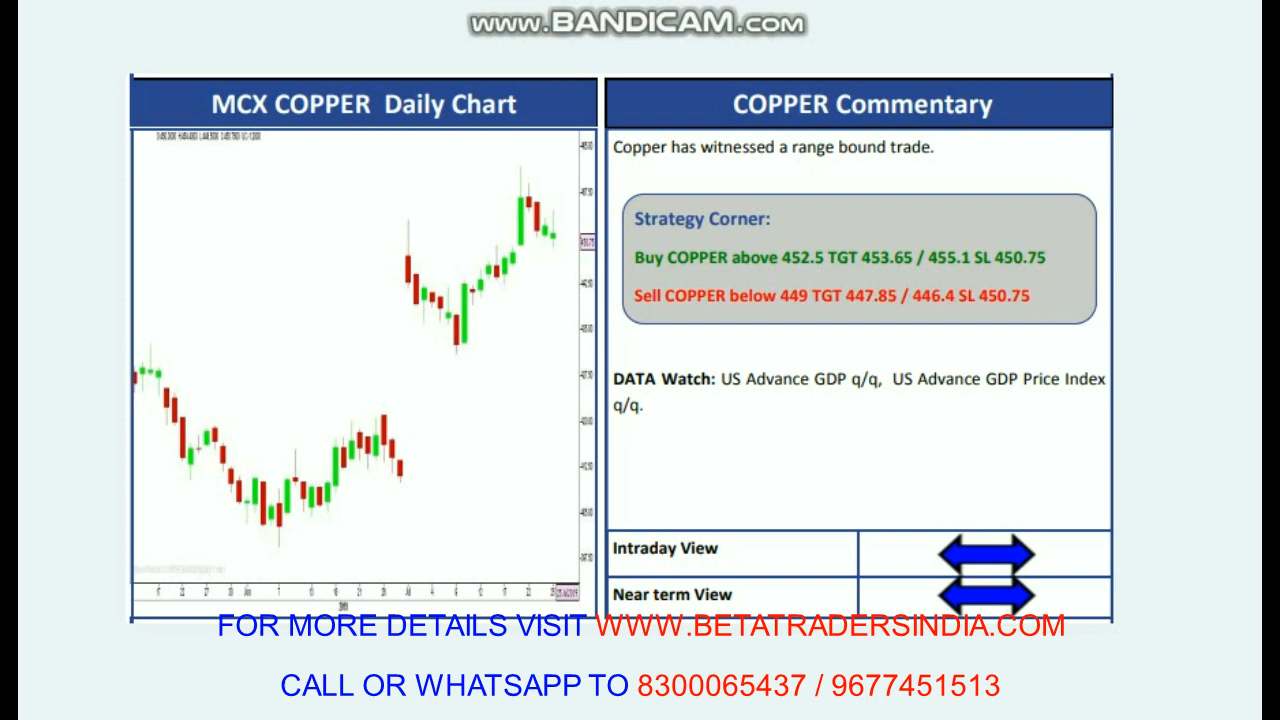 www.BANDICAM.com
MCX COPPER Daily Chart
COPPER Commentary
Copper has witnessed a range bound trade.
Strategy Corner:
Buy COPPER above 452.5 TGT 453.65 / 455.1 SL 450.75
Sell COPPER below 449 TGT 447.85 / 446.4 SL 450.75
DATA Watch: US Advance GDP q/q, US Advance GDP Price Index
q/q.
Intraday View
Near term View
FOR MORE DETAILS VISIT WWW.BETATRADERSINDIA.COM
CALL OR WHATSAPP TO 8300065437 / 9677451513